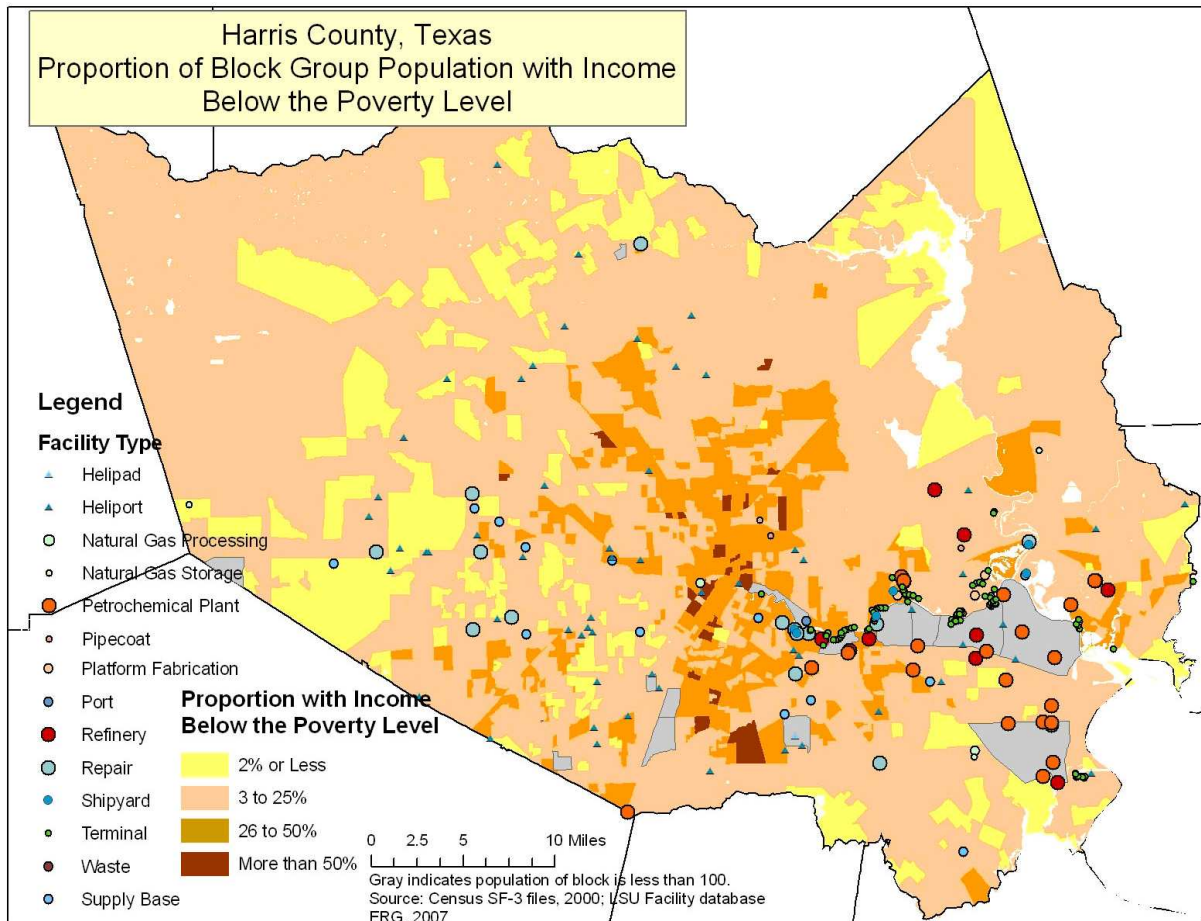 Harris County, Texas
Proportion of Block Group Population with Income
Below the Poverty Level
Legend
Facility Type
Helipad
Heliport
Natural Gas Processing
Natural Gas Storage
Petrochemical Plant
Pipecoat
Platform Fabrication
Port
Refinery
Repair
Shipyard
Terminal
Waste
Supply Base
Proportion with Income
Below the Poverty Level
2% or Less
3 to 25%
26 to 50%
More than 50%
0 2.5 5 10 Miles
Gray indicates population of block is less than 100.
Source: Census SF-3 files, 2000; LSU Facility database
ERG, 2007